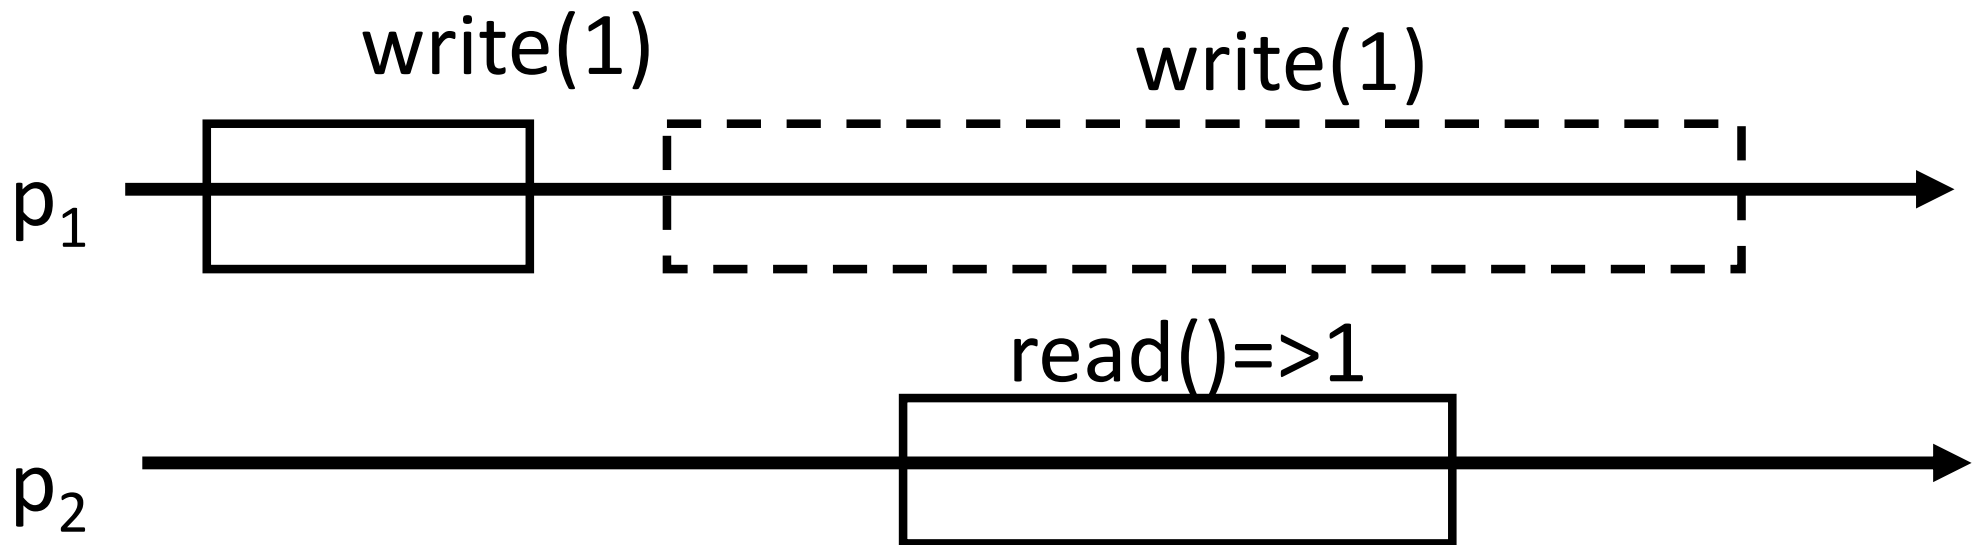 write(1) write(1)
p₁
read()=>1
p₂